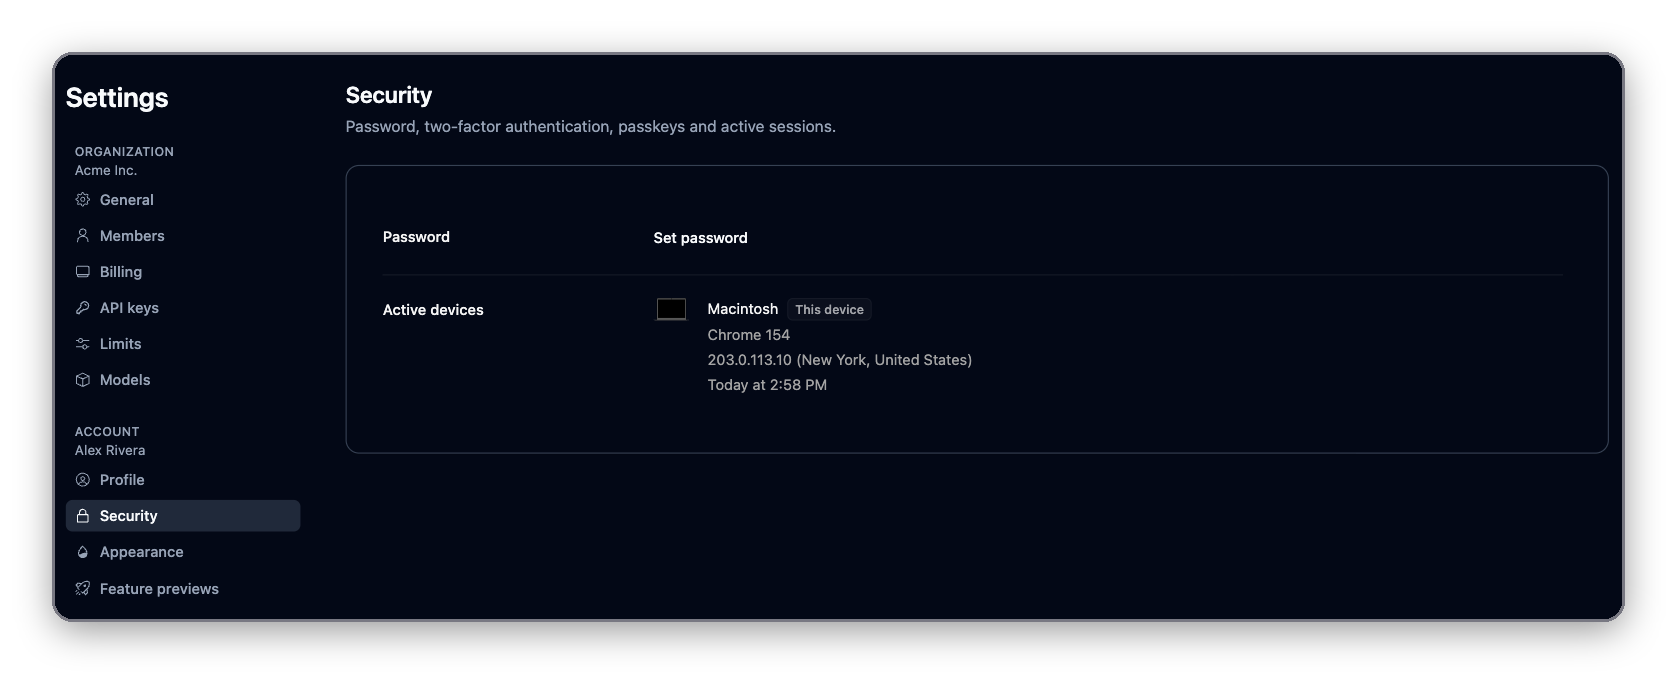 Settings
ORGANIZATION
Acme Inc.
General
Members
Billing
API keys
Limits
Models
ACCOUNT
Alex Rivera
Profile
Security
Appearance
Feature previews
Security
Password, two-factor authentication, passkeys and active sessions.
Password
Set password
Active devices
Macintosh This device
Chrome 154
203.0.113.10 (New York, United States)
Today at 2:58 PM